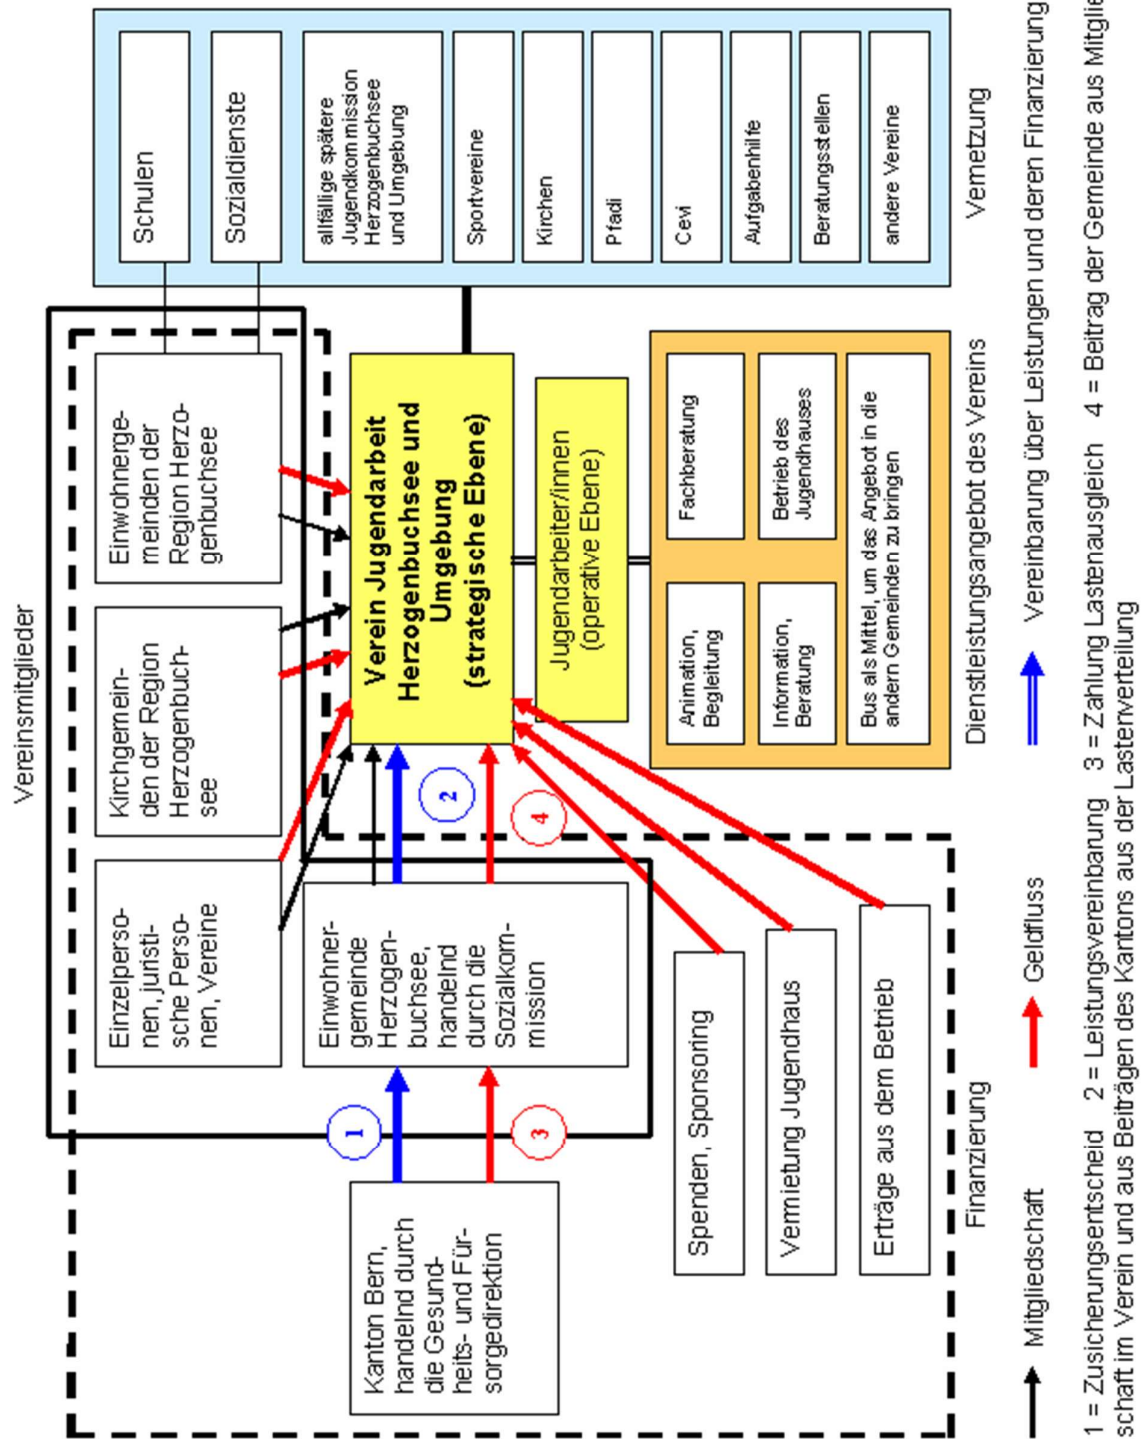 Vereinsmitglieder
Einzelperso-
nen, juristi-
sche Perso-
nen, Vereine
Kirchgemein-
den der Region
Herzogenbuch-
see
Einwohnerge-
meinden der
Region Herzo-
genbuchsee
Schulen
Sozialdienste
allfällige spätere
Jugendkommission
Herzogenbuchsee
und Umgebung
Sportvereine
Kirchen
Pfadi
Cevi
Aufgabenhilfe
Beratungsstellen
andere Vereine
Vernetzung
Kanton Bern,
handelnd durch
die Gesund-
heits- und Für-
sorgedirektion
1
3
Einwohner-
gemeinde
Herzogen-
buchsee,
handelnd
durch die
Sozialkom-
mission
2
4
Verein Jugendarbeit
Herzogenbuchsee und
Umgebung
(strategische Ebene)
Jugendarbeiter/innen
(operative Ebene)
Animation,
Begleitung
Fachberatung
Information,
Beratung
Betrieb des
Jugendhauses
Bus als Mittel, um das Angebot in die
andern Gemeinden zu bringen
Dienstleistungsangebot des Vereins
Spenden, Sponsoring
Vermietung Jugendhaus
Erträge aus dem Betrieb
Finanzierung
Mitgliedschaft
Geldfluss
Vereinbarung über Leistungen und deren Finanzierung
1 = Zusicherungsentscheid 2 = Leistungsvereinbarung 3 = Zahlung Lastenausgleich 4 = Beitrag der Gemeinde aus Mitglie
schaft im Verein und aus Beiträgen des Kantons aus der Lastenverteilung